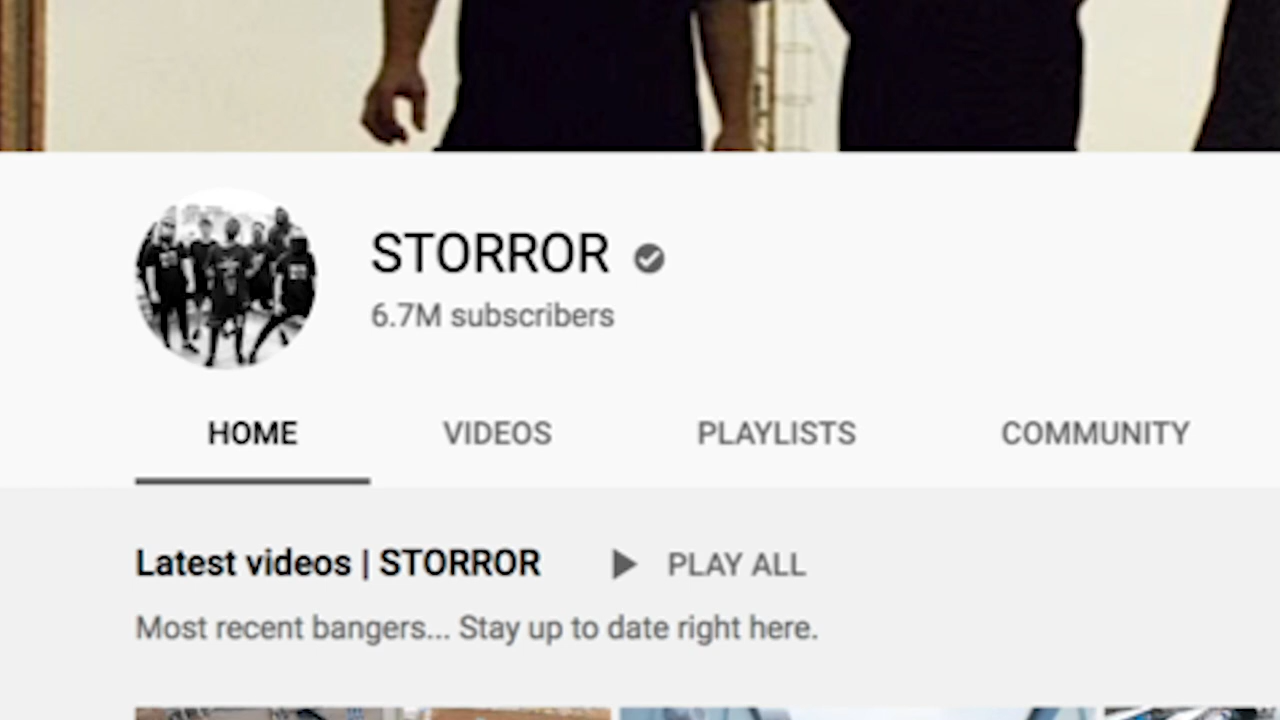 STORROR
6.7M subscribers
HOME VIDEOS PLAYLISTS COMMUNITY
Latest videos | STORROR PLAY ALL
Most recent bangers... Stay up to date right here.